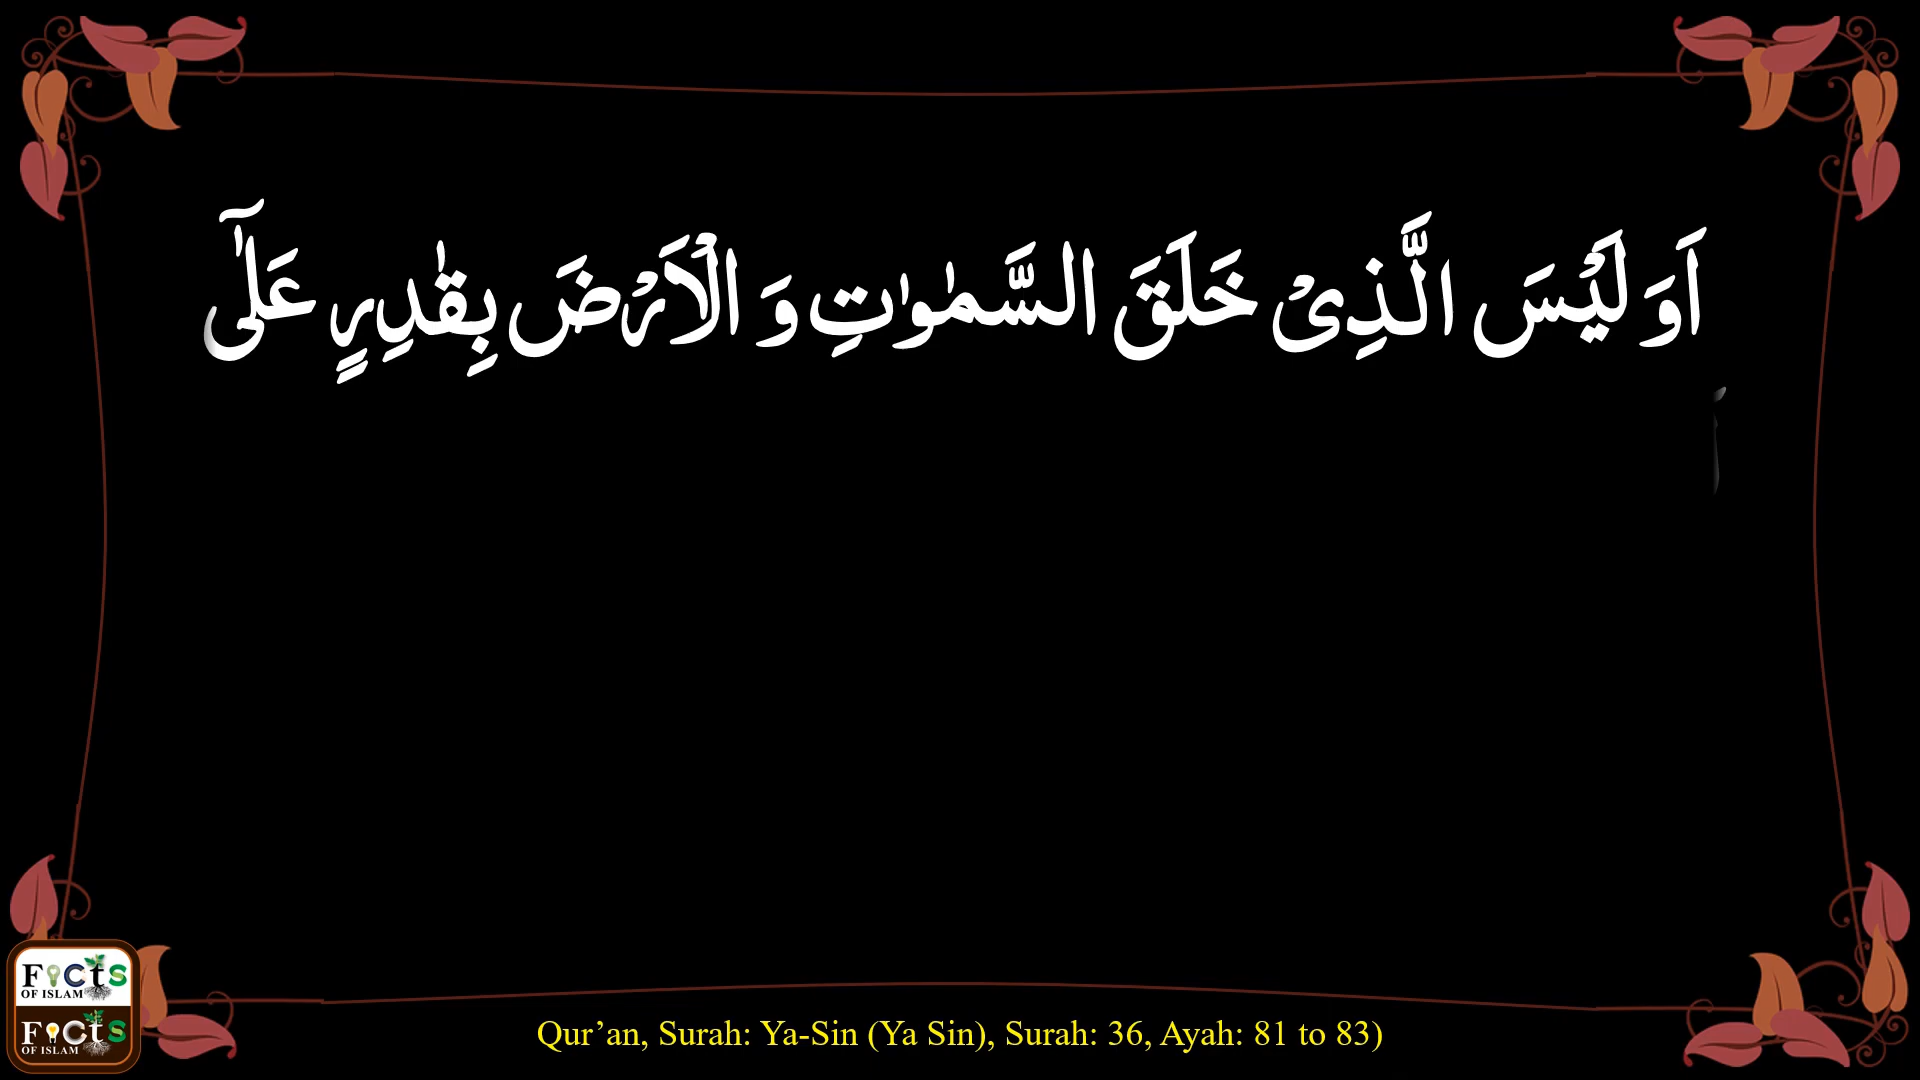 اَوَ لَیْسَ الَّذِیْ خَلَقَ السَّمٰوٰتِ وَ الْاَرْضَ بِقٰدِرٍ عَلٰۤی
FActS
OF ISLAM
FActS
OF ISLAM
Qur’an, Surah: Ya-Sin (Ya Sin), Surah: 36, Ayah: 81 to 83)